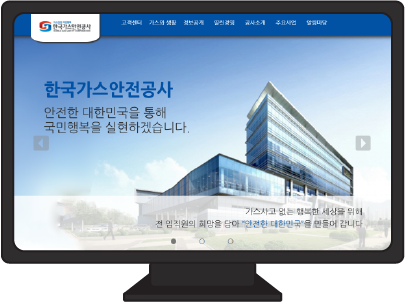 한국가스안전공사
고객센터 가스와 생활 정보공개 열린경영 공사소개 주요사업 알림마당
한국가스안전공사
안전한 대한민국을 통해
국민행복을 실현하겠습니다.
가스사고 없는 행복한 세상을 위해
전 임직원의 희망을 담아 "안전한 대한민국"을 만들어 갑니다